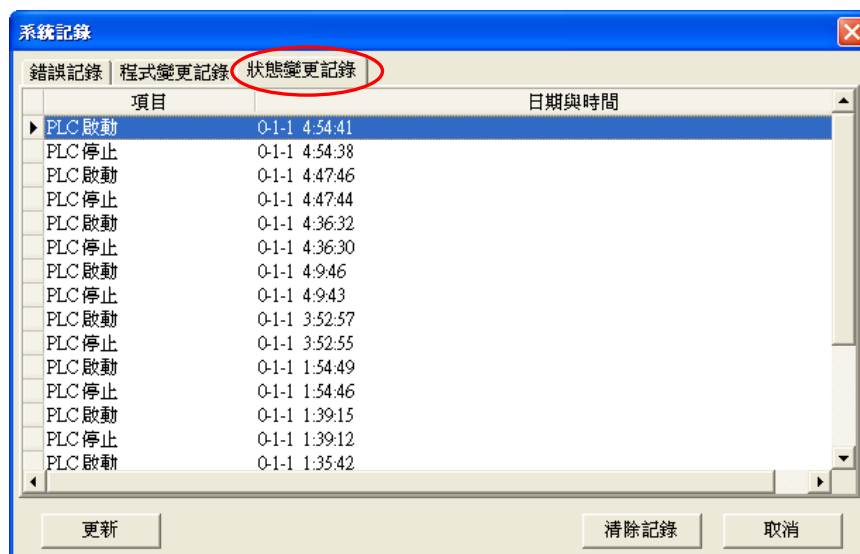 系統記錄
錯誤記錄 程式變更記錄 狀態變更記錄
項目 日期與時間
PLC 啟動 0-1-1 4:54:41
PLC 停止 0-1-1 4:54:38
PLC 啟動 0-1-1 4:47:46
PLC 停止 0-1-1 4:47:44
PLC 啟動 0-1-1 4:36:32
PLC 停止 0-1-1 4:36:30
PLC 啟動 0-1-1 4:9:46
PLC 停止 0-1-1 4:9:43
PLC 啟動 0-1-1 3:52:57
PLC 停止 0-1-1 3:52:55
PLC 啟動 0-1-1 1:54:49
PLC 停止 0-1-1 1:54:46
PLC 啟動 0-1-1 1:39:15
PLC 停止 0-1-1 1:39:12
PLC 啟動 0-1-1 1:35:42
更新 清除記錄 取消